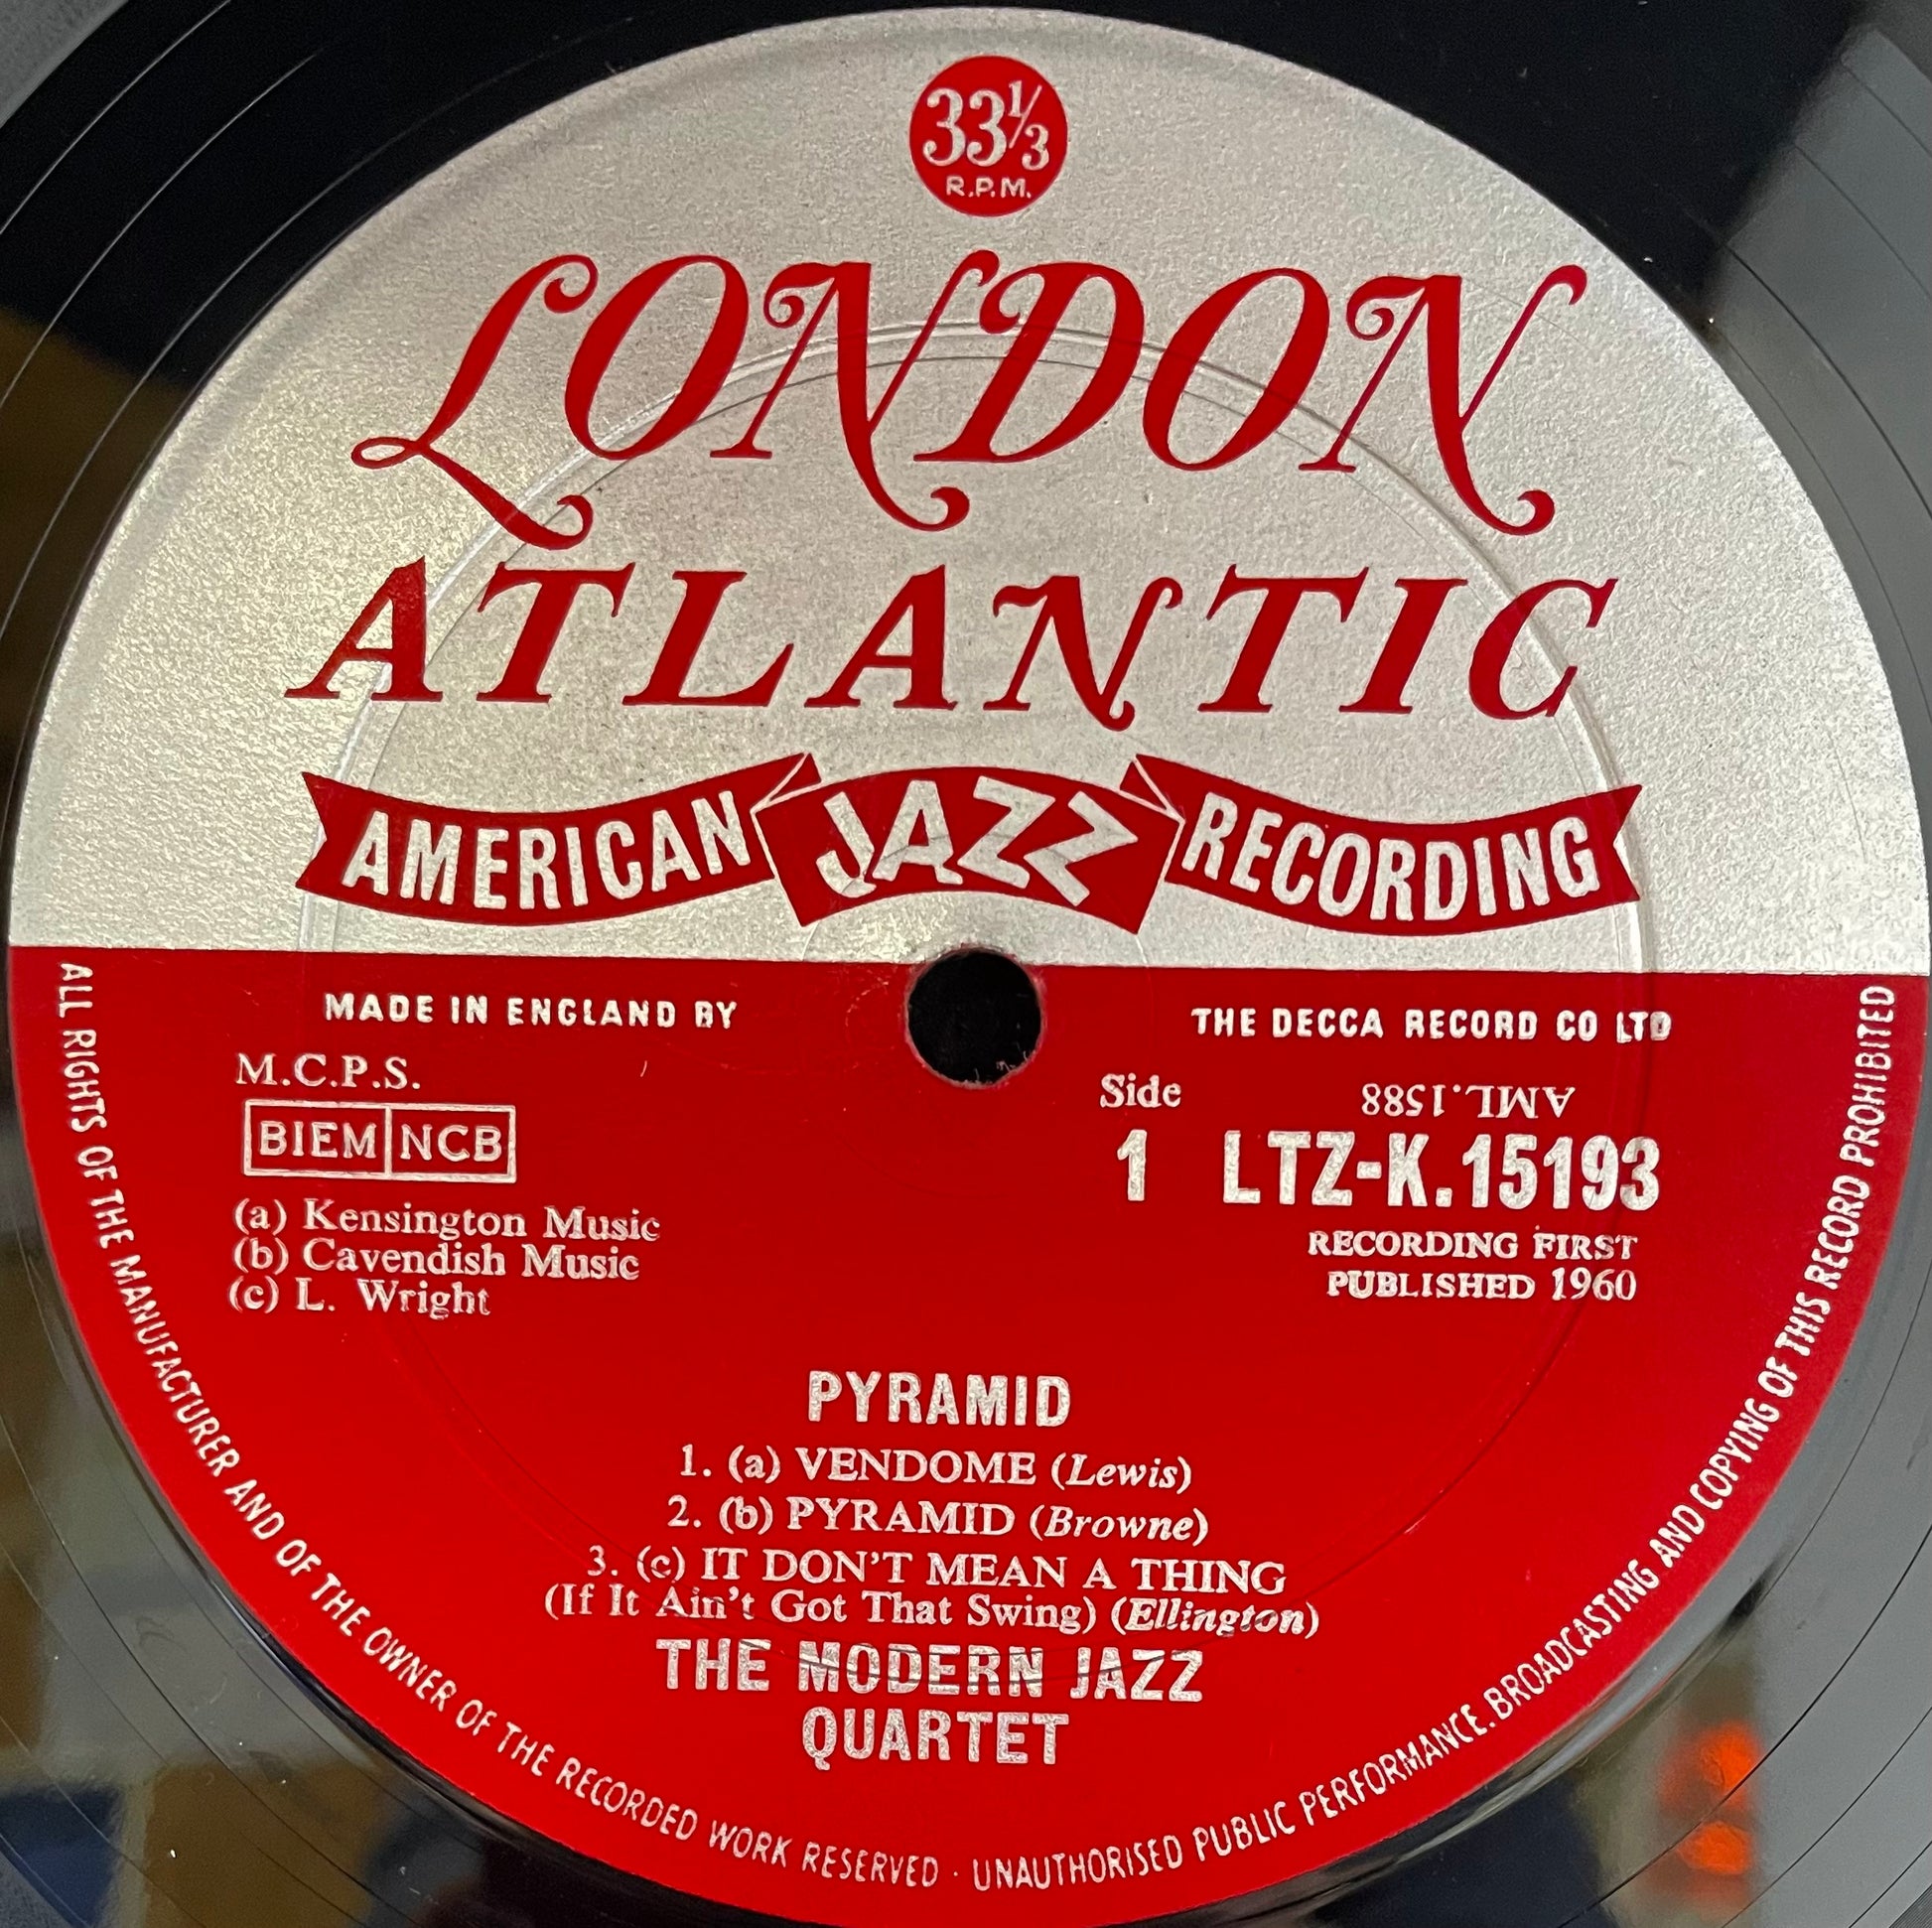 33 1/3
R.P.M.
LONDON
ATLANTIC
AMERICAN JAZZ RECORDING
MADE IN ENGLAND BY THE DECCA RECORD CO LTD
M.C.P.S.
BIEM NCB
(a) Kensington Music
(b) Cavendish Music
(c) L. Wright
Side
1
AML.1588
LTZ-K.15193
RECORDING FIRST
PUBLISHED 1960
PYRAMID
1. (a) VENDOME (Lewis)
2. (b) PYRAMID (Browne)
3. (c) IT DON'T MEAN A THING
(If It Ain't Got That Swing) (Ellington)
THE MODERN JAZZ
QUARTET
ALL RIGHTS OF THE MANUFACTURER AND OF THE OWNER OF THE RECORDED WORK RESERVED · UNAUTHORISED PUBLIC PERFORMANCE. BROADCASTING AND COPYING OF THIS RECORD PROHIBITED